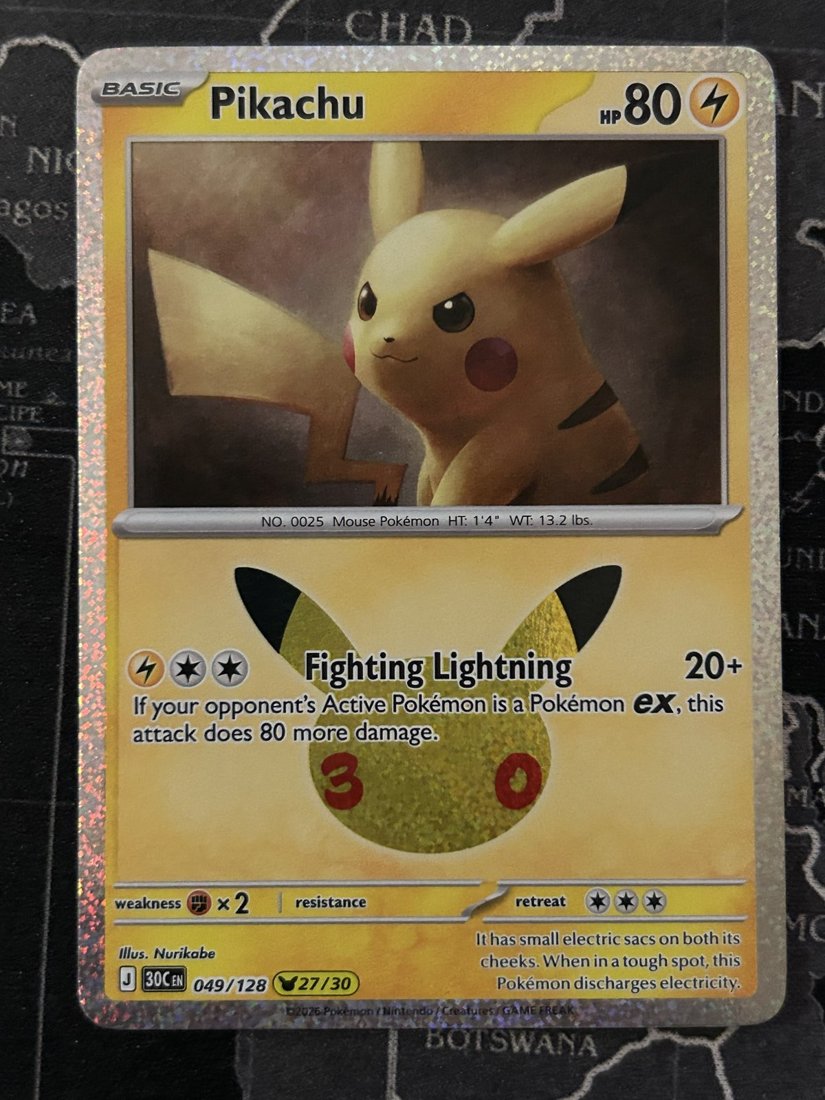 CHAD
BASIC
Pikachu
HP 80
NO. 0025 Mouse Pokémon HT: 1'4" WT: 13.2 lbs.
Fighting Lightning 20+
If your opponent's Active Pokémon is a Pokémon ex, this
attack does 80 more damage.
3 0
weakness ×2 resistance retreat
Illus. Nurikabe
It has small electric sacs on both its
cheeks. When in a tough spot, this
Pokémon discharges electricity.
J 30C EN 049/128 27/30
©2026 Pokémon / Nintendo / Creatures / GAME FREAK
BOTSWANA